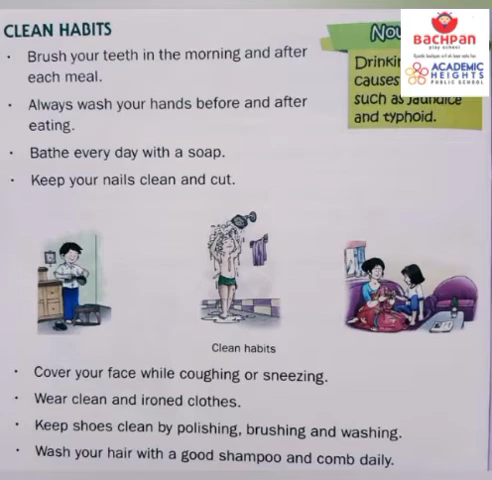 CLEAN HABITS
• Brush your teeth in the morning and after
each meal.
• Always wash your hands before and after
eating.
• Bathe every day with a soap.
• Keep your nails clean and cut.
Drinki
causes
such as jaundice
and typhoid.
BACHPAN
play school
ACADEMIC
HEIGHTS
PUBLIC SCHOOL
Clean habits
• Cover your face while coughing or sneezing.
• Wear clean and ironed clothes.
• Keep shoes clean by polishing, brushing and washing.
• Wash your hair with a good shampoo and comb daily.